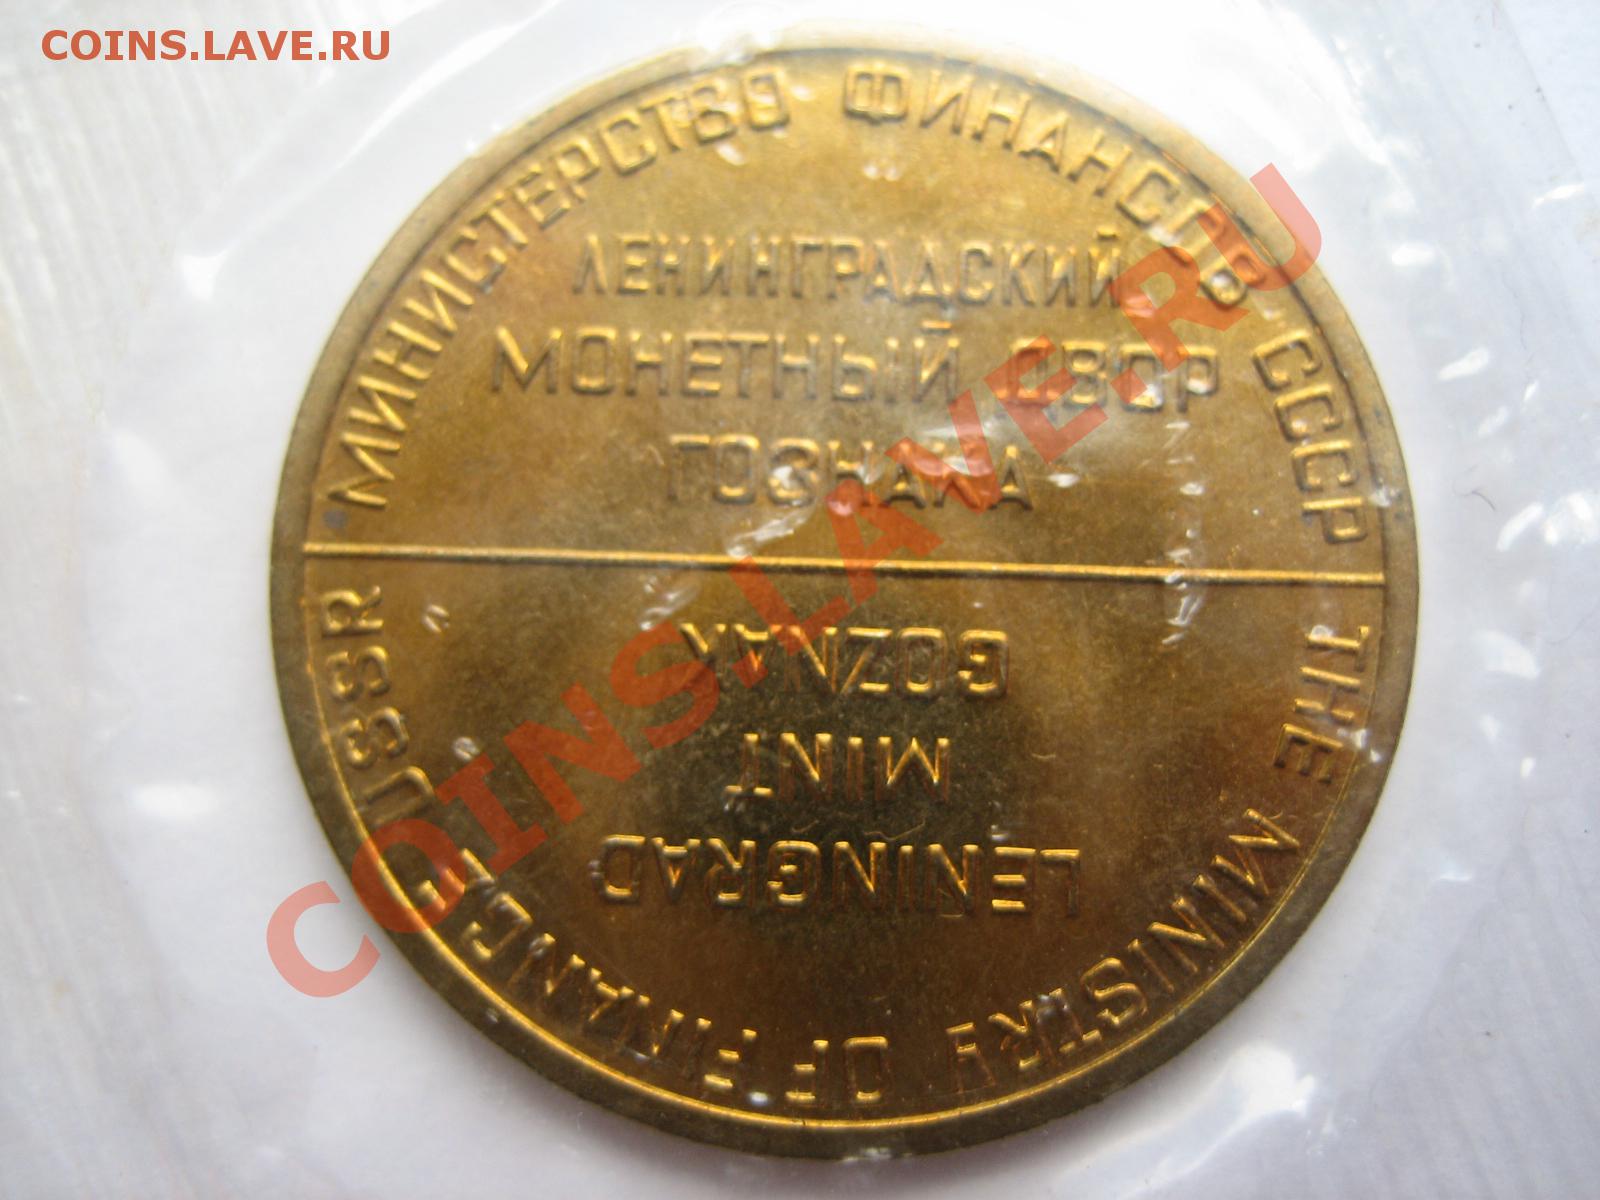 COINS.LAVE.RU
МИНИСТЕРСТВО ФИНАНСОВ СССР
ЛЕНИНГРАДСКИЙ
МОНЕТНЫЙ ДВОР
ГОЗНАКА
THE MINISTRY OF FINANCE USSR
LENINGRAD
MINT
GOZNAK
COINS.LAVE.RU